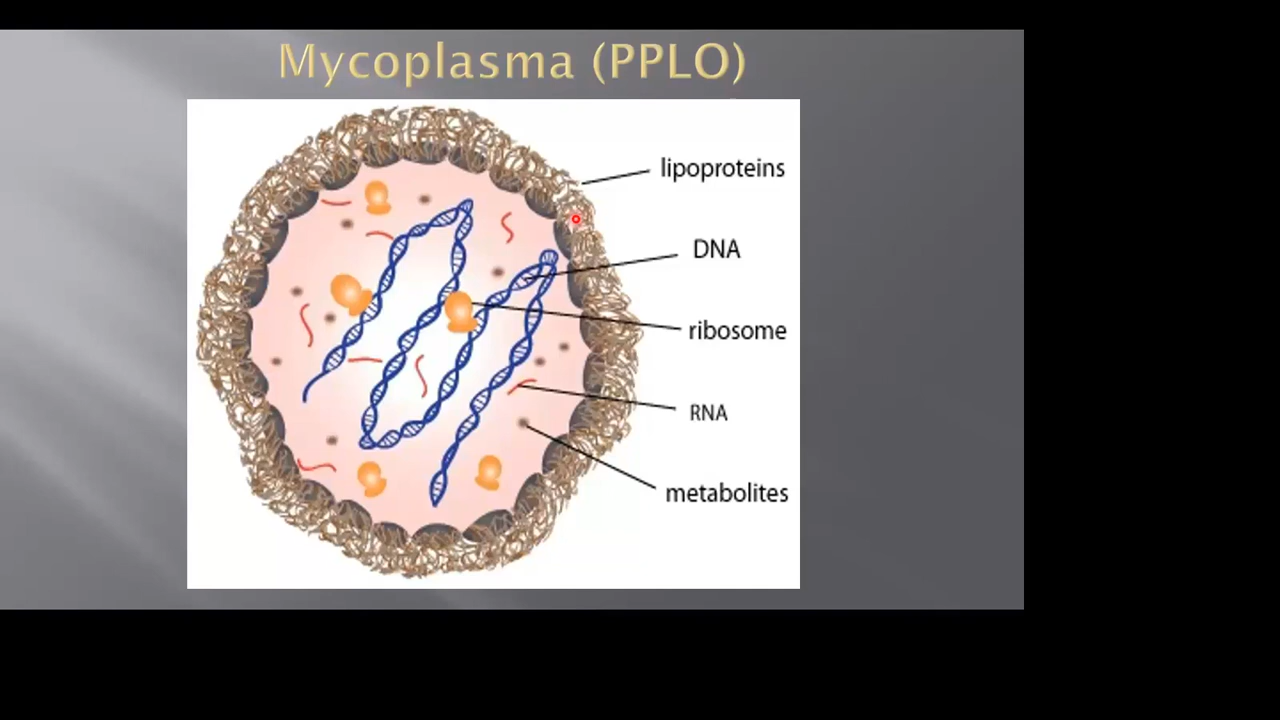 Mycoplasma (PPLO)
lipoproteins
DNA
ribosome
RNA
metabolites